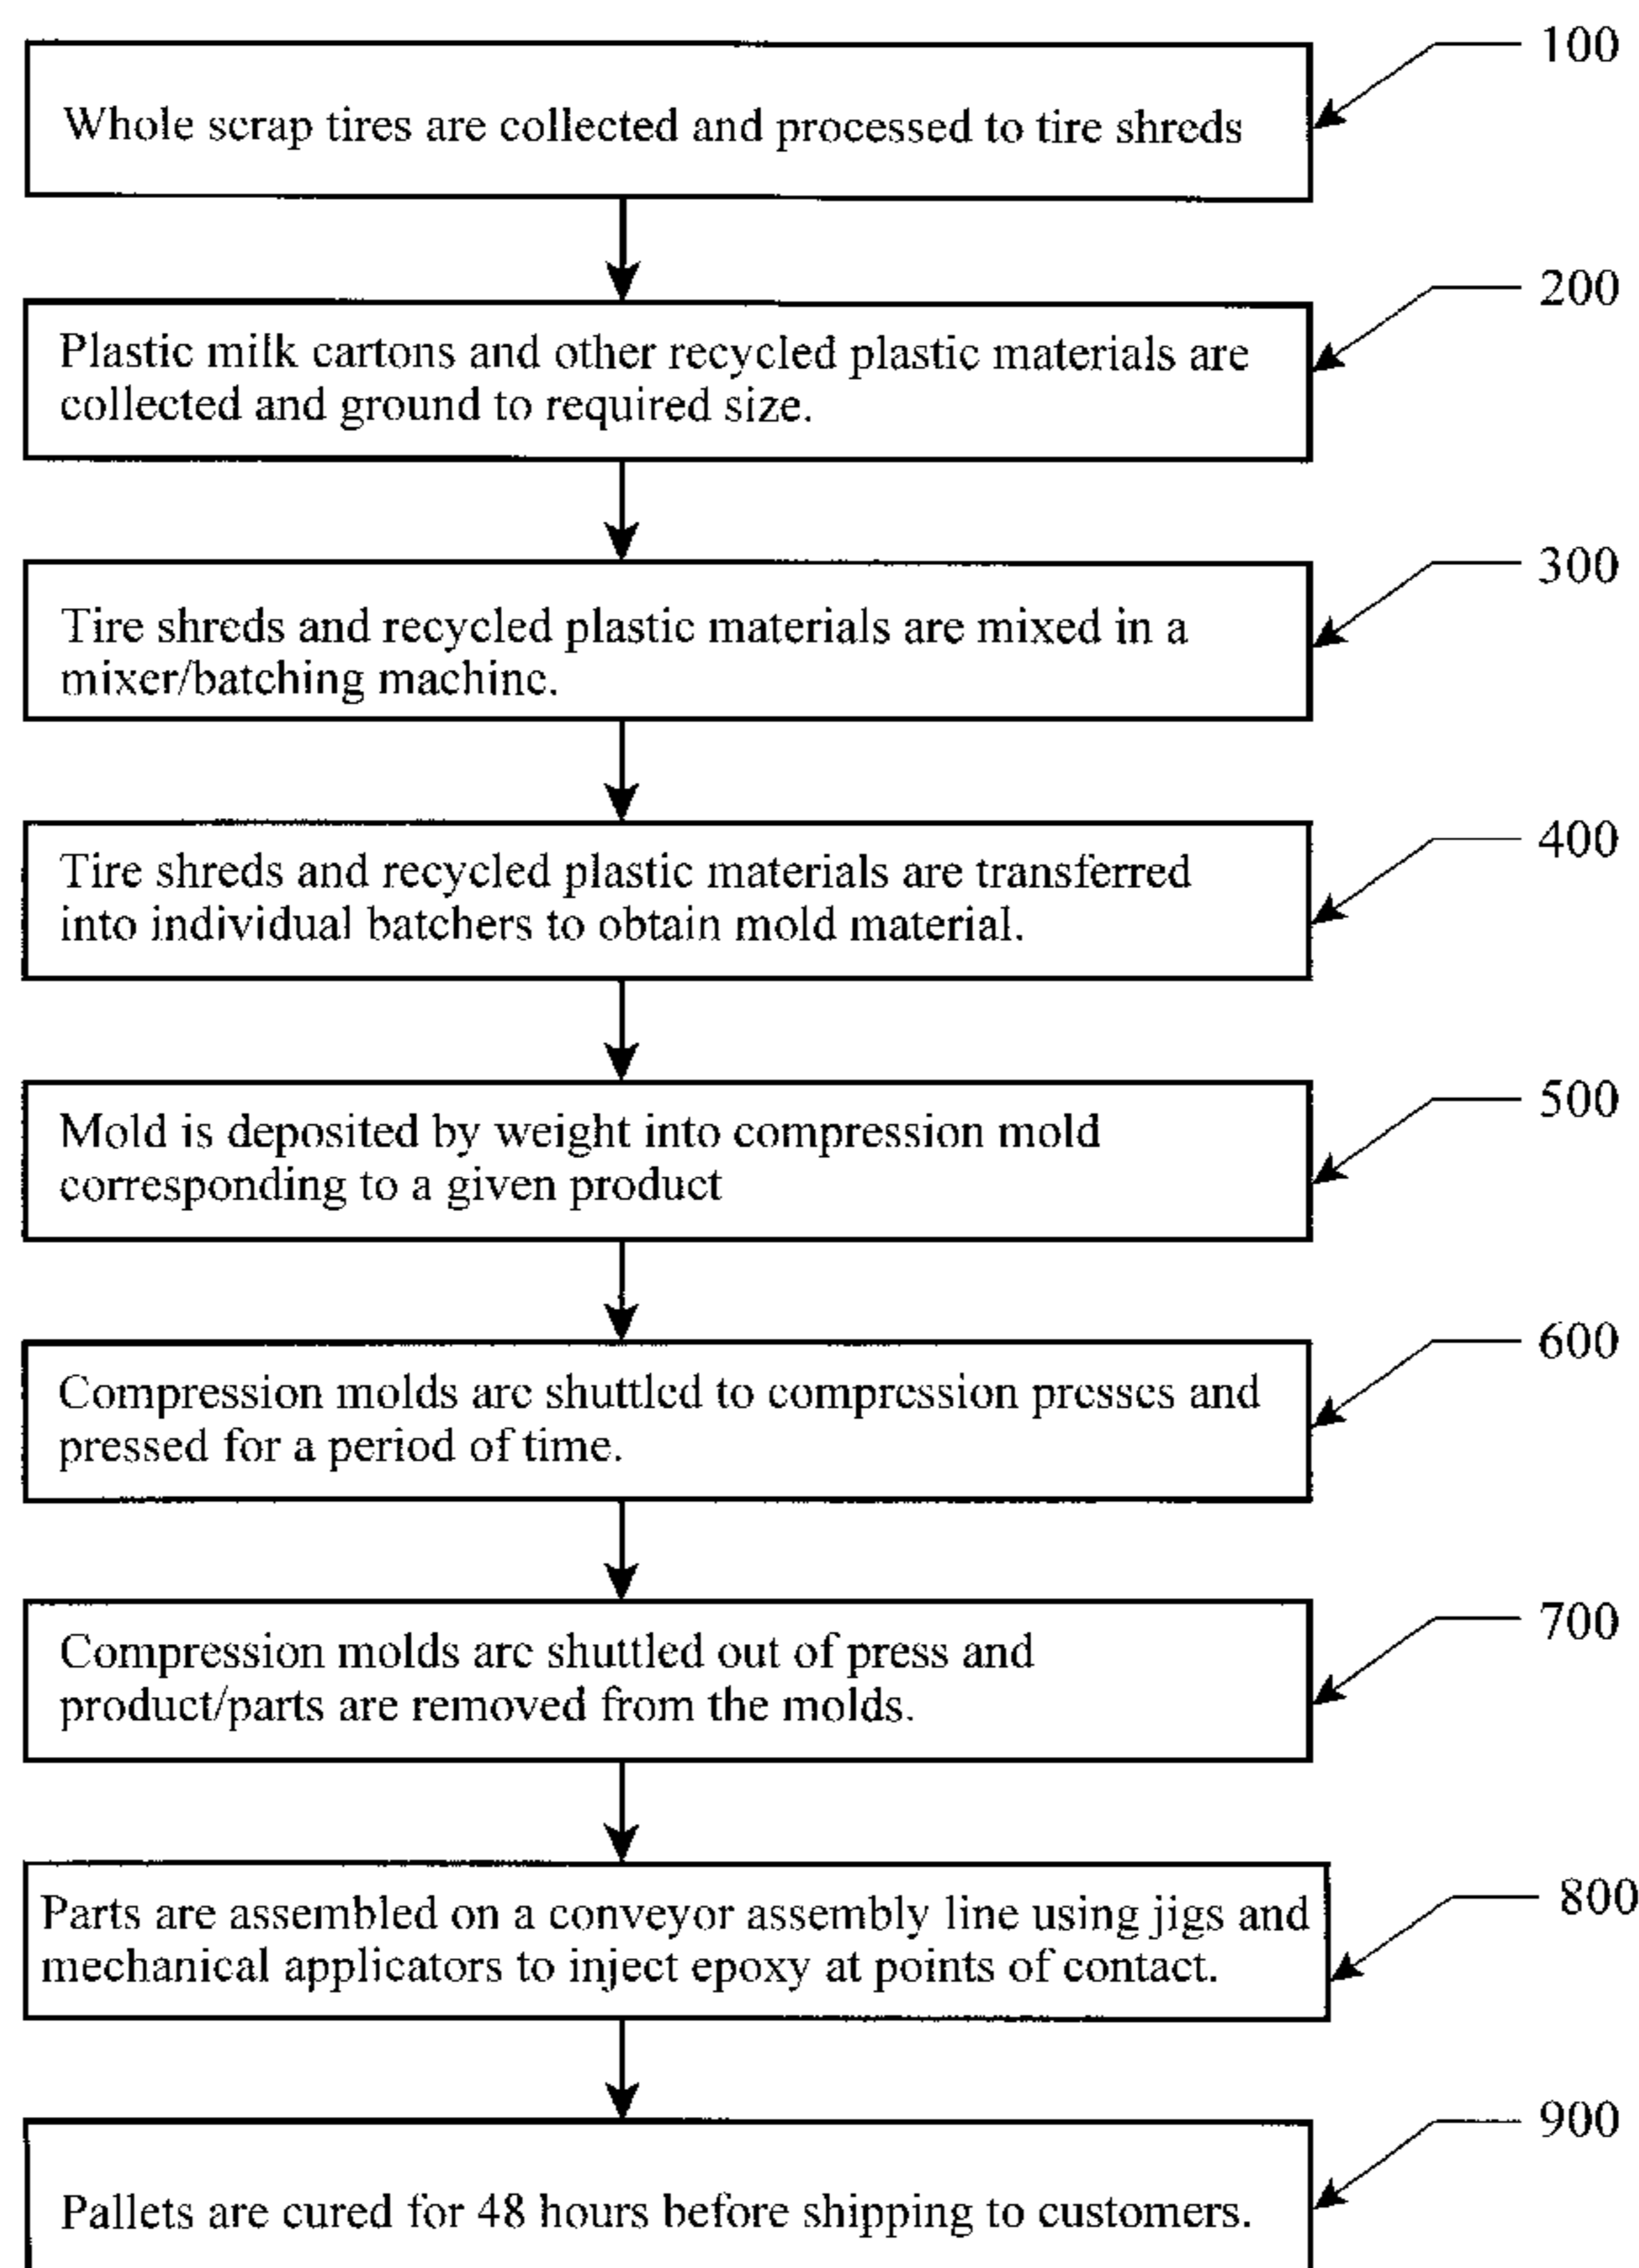 100
Whole scrap tires are collected and processed to tire shreds
200
Plastic milk cartons and other recycled plastic materials are
collected and ground to required size.
300
Tire shreds and recycled plastic materials are mixed in a
mixer/batching machine.
400
Tire shreds and recycled plastic materials are transferred
into individual batchers to obtain mold material.
500
Mold is deposited by weight into compression mold
corresponding to a given product
600
Compression molds are shuttled to compression presses and
pressed for a period of time.
700
Compression molds are shuttled out of press and
product/parts are removed from the molds.
800
Parts are assembled on a conveyor assembly line using jigs and
mechanical applicators to inject epoxy at points of contact.
900
Pallets are cured for 48 hours before shipping to customers.